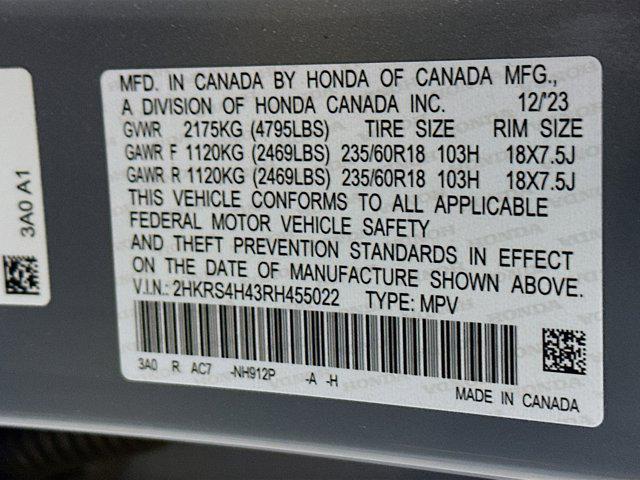 MFD. IN CANADA BY HONDA OF CANADA MFG.,
A DIVISION OF HONDA CANADA INC. 12/'23
GVWR 2175KG (4795LBS) TIRE SIZE RIM SIZE
GAWR F 1120KG (2469LBS) 235/60R18 103H 18X7.5J
GAWR R 1120KG (2469LBS) 235/60R18 103H 18X7.5J
THIS VEHICLE CONFORMS TO ALL APPLICABLE
FEDERAL MOTOR VEHICLE SAFETY
AND THEFT PREVENTION STANDARDS IN EFFECT
ON THE DATE OF MANUFACTURE SHOWN ABOVE.
V.I.N.: 2HKRS4H43RH455022 TYPE: MPV
3A0 R AC7 -NH912P -A -H
MADE IN CANADA
3A0 A1